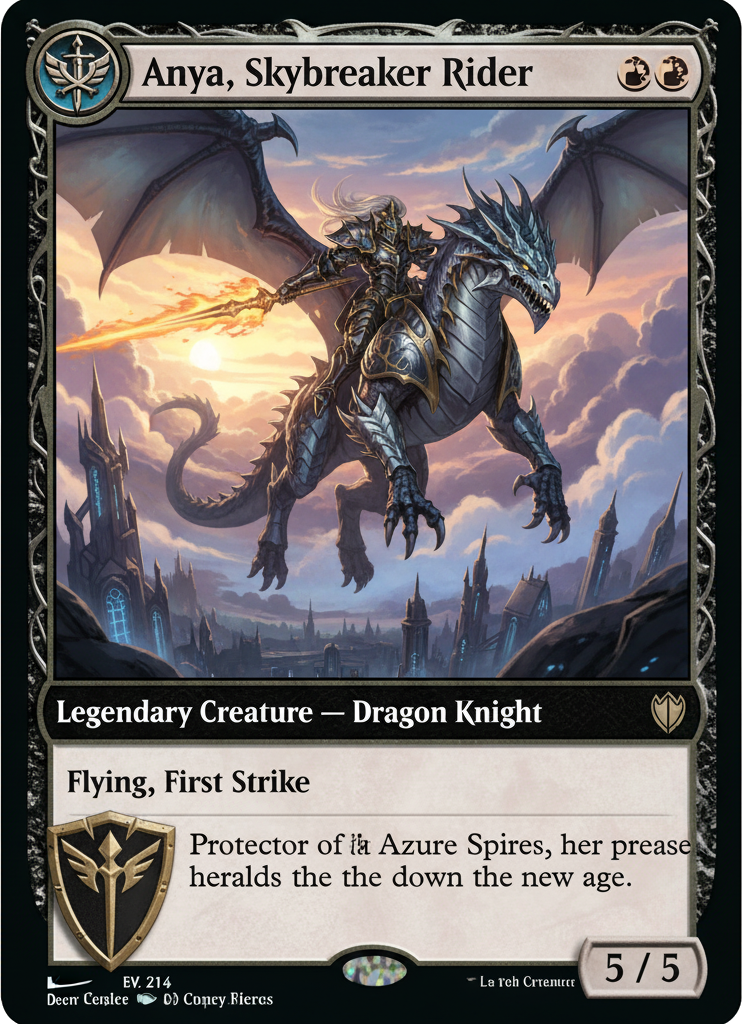 Anya, Skybreaker Rider
Legendary Creature — Dragon Knight
Flying, First Strike
Protector of Azure Spires, her prease
heralds the the down the new age.
5 / 5
EV. 214